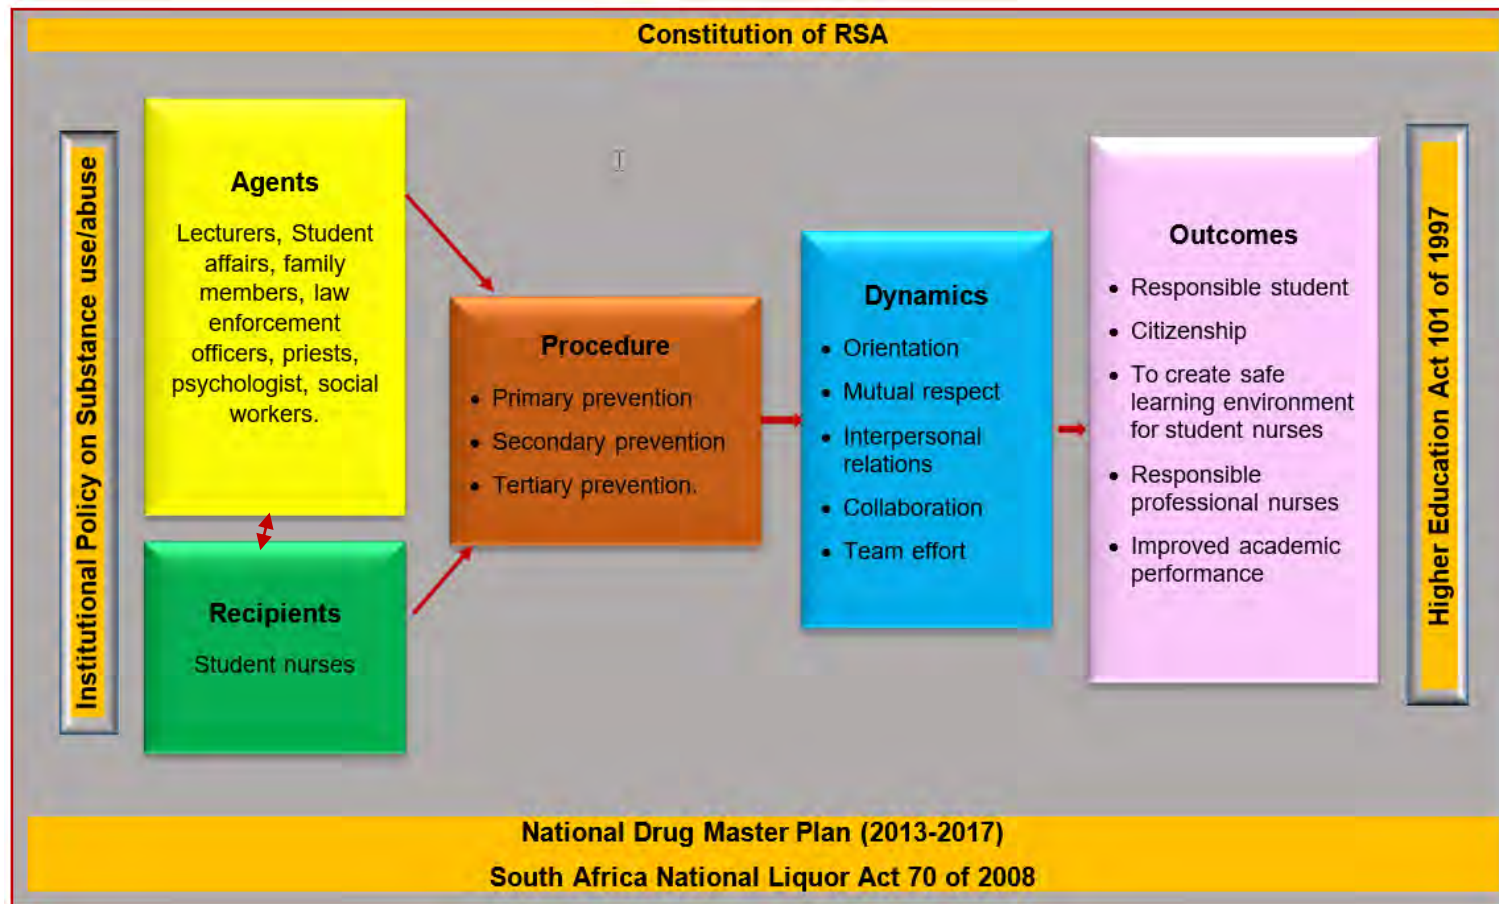 Constitution of RSA
Institutional Policy on Substance use/abuse
Agents
Lecturers, Student
affairs, family
members, law
enforcement
officers, priests,
psychologist, social
workers.
Recipients
Student nurses
Procedure
• Primary prevention
• Secondary prevention
• Tertiary prevention.
Dynamics
• Orientation
• Mutual respect
• Interpersonal
relations
• Collaboration
• Team effort
Outcomes
• Responsible student
• Citizenship
• To create safe
learning environment
for student nurses
• Responsible
professional nurses
• Improved academic
performance
Higher Education Act 101 of 1997
National Drug Master Plan (2013-2017)
South Africa National Liquor Act 70 of 2008